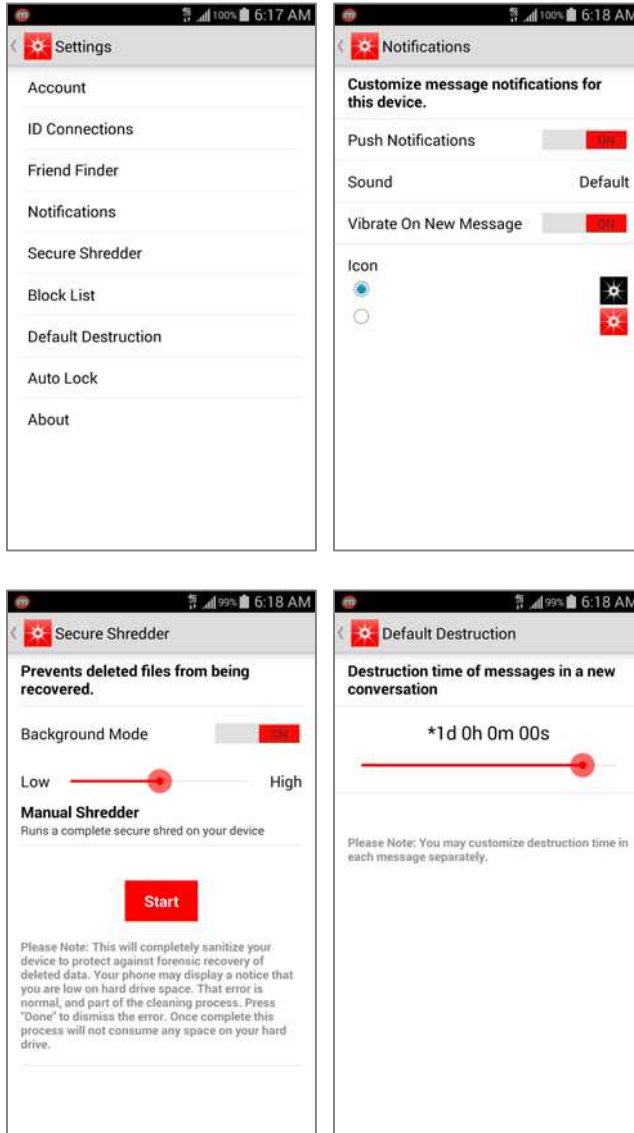 100% 6:17 AM
Settings
Account
ID Connections
Friend Finder
Notifications
Secure Shredder
Block List
Default Destruction
Auto Lock
About
100% 6:18 AM
Notifications
Customize message notifications for
this device.
Push Notifications ON
Sound Default
Vibrate On New Message ON
Icon
99% 6:18 AM
Secure Shredder
Prevents deleted files from being
recovered.
Background Mode ON
Low High
Manual Shredder
Runs a complete secure shred on your device
Start
Please Note: This will completely sanitize your
device to protect against forensic recovery of
deleted data. Your phone may display a notice that
you are low on hard drive space. That error is
normal, and part of the cleaning process. Press
"Done" to dismiss the error. Once complete this
process will not consume any space on your hard
drive.
99% 6:18 AM
Default Destruction
Destruction time of messages in a new
conversation
*1d 0h 0m 00s
Please Note: You may customize destruction time in
each message separately.